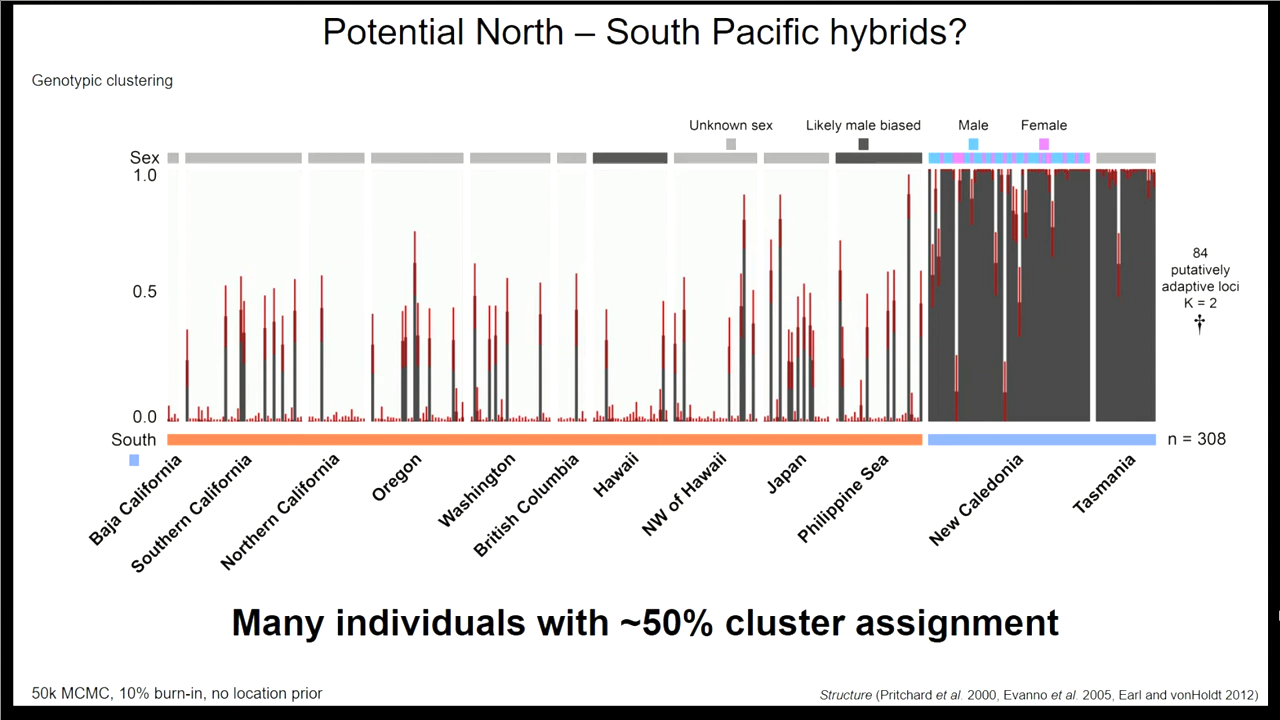 Potential North – South Pacific hybrids?
Genotypic clustering
Unknown sex
Likely male biased
Male
Female
Sex
1.0
0.5
0.0
84
putatively
adaptive loci
K = 2
†
South
n = 308
Baja California
Southern California
Northern California
Oregon
Washington
British Columbia
Hawaii
NW of Hawaii
Japan
Philippine Sea
New Caledonia
Tasmania
Many individuals with ~50% cluster assignment
50k MCMC, 10% burn-in, no location prior
Structure (Pritchard et al. 2000, Evanno et al. 2005, Earl and vonHoldt 2012)